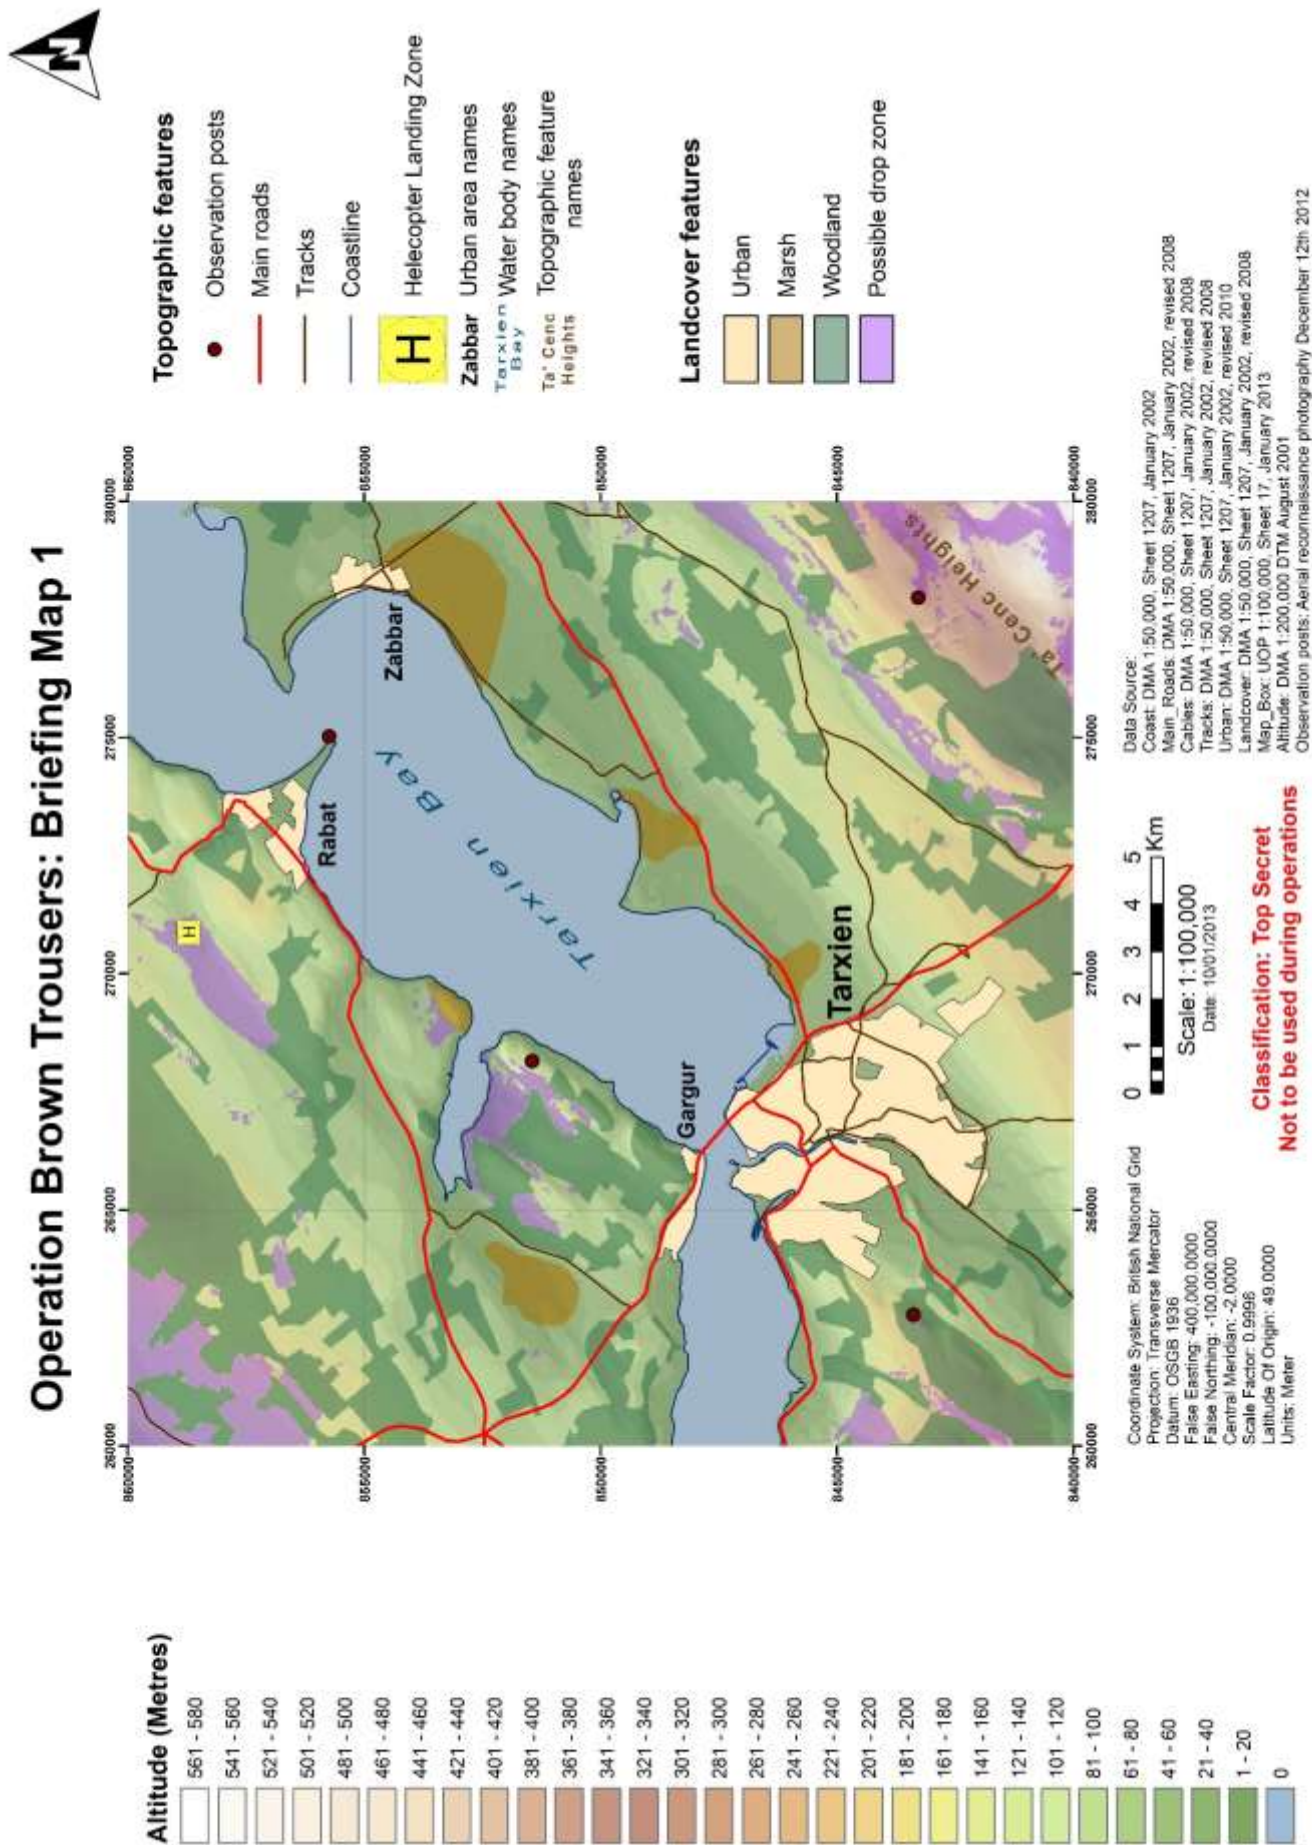 Operation Brown Trousers: Briefing Map 1
N
Altitude (Metres)
561 - 580
541 - 560
521 - 540
501 - 520
481 - 500
461 - 480
441 - 460
421 - 440
401 - 420
381 - 400
361 - 380
341 - 360
321 - 340
301 - 320
281 - 300
261 - 280
241 - 260
221 - 240
201 - 220
181 - 200
161 - 180
141 - 160
121 - 140
101 - 120
81 - 100
61 - 80
41 - 60
21 - 40
1 - 20
0
260000
265000
270000
275000
280000
860000
860000
855000
855000
850000
850000
845000
845000
840000
840000
260000
265000
270000
275000
280000
H
Rabat
Zabbar
Tarxien Bay
Gargur
Tarxien
Ta' Cenc Heights
Topographic features
Observation posts
Main roads
Tracks
Coastline
H
Helecopter Landing Zone
Zabbar
Urban area names
Tarxien
Bay
Water body names
Ta' Cenc
Heights
Topographic feature
names
Landcover features
Urban
Marsh
Woodland
Possible drop zone
Coordinate System: British National Grid
Projection: Transverse Mercator
Datum: OSGB 1936
False Easting: 400,000.0000
False Northing: -100,000.0000
Central Meridian: -2.0000
Scale Factor: 0.9996
Latitude Of Origin: 49.0000
Units: Meter
0 1 2 3 4 5
Km
Scale: 1:100,000
Date: 10/01/2013
Classification: Top Secret
Not to be used during operations
Data Source:
Coast: DMA 1:50,000, Sheet 1207, January 2002
Main_Roads: DMA 1:50,000, Sheet 1207, January 2002, revised 2008
Cables: DMA 1:50,000, Sheet 1207, January 2002, revised 2008
Tracks: DMA 1:50,000, Sheet 1207, January 2002, revised 2008
Urban: DMA 1:50,000, Sheet 1207, January 2002, revised 2010
Landcover: DMA 1:50,000, Sheet 1207, January 2002, revised 2008
Map_Box: UOP 1:100,000, Sheet 17, January 2013
Altitude: DMA 1:200,000 DTM August 2001
Observation posts: Aerial reconnaissance photography December 12th 2012